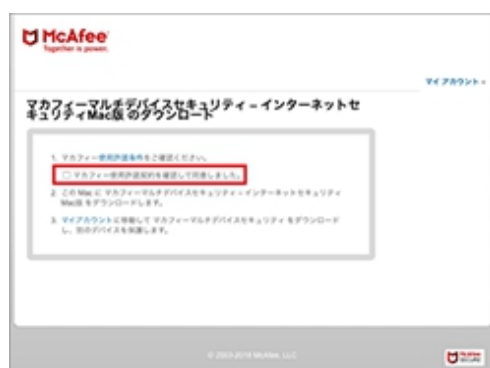 McAfee
Together is power.
マイ アカウント »
マカフィーマルチデバイスセキュリティ – インターネットセ
キュリティMac版 のダウンロード
1. マカフィー使用許諾条件をご確認ください。
□ マカフィー使用許諾契約を確認して同意しました。
2. この Mac に マカフィーマルチデバイスセキュリティ – インターネットセキュリティ
Mac版 をダウンロードします。
3. マイアカウントに移動して マカフィーマルチデバイスセキュリティ をダウンロード
し、別のデバイスを保護します。
© 2003-2018 McAfee, LLC
McAfee
SECURE